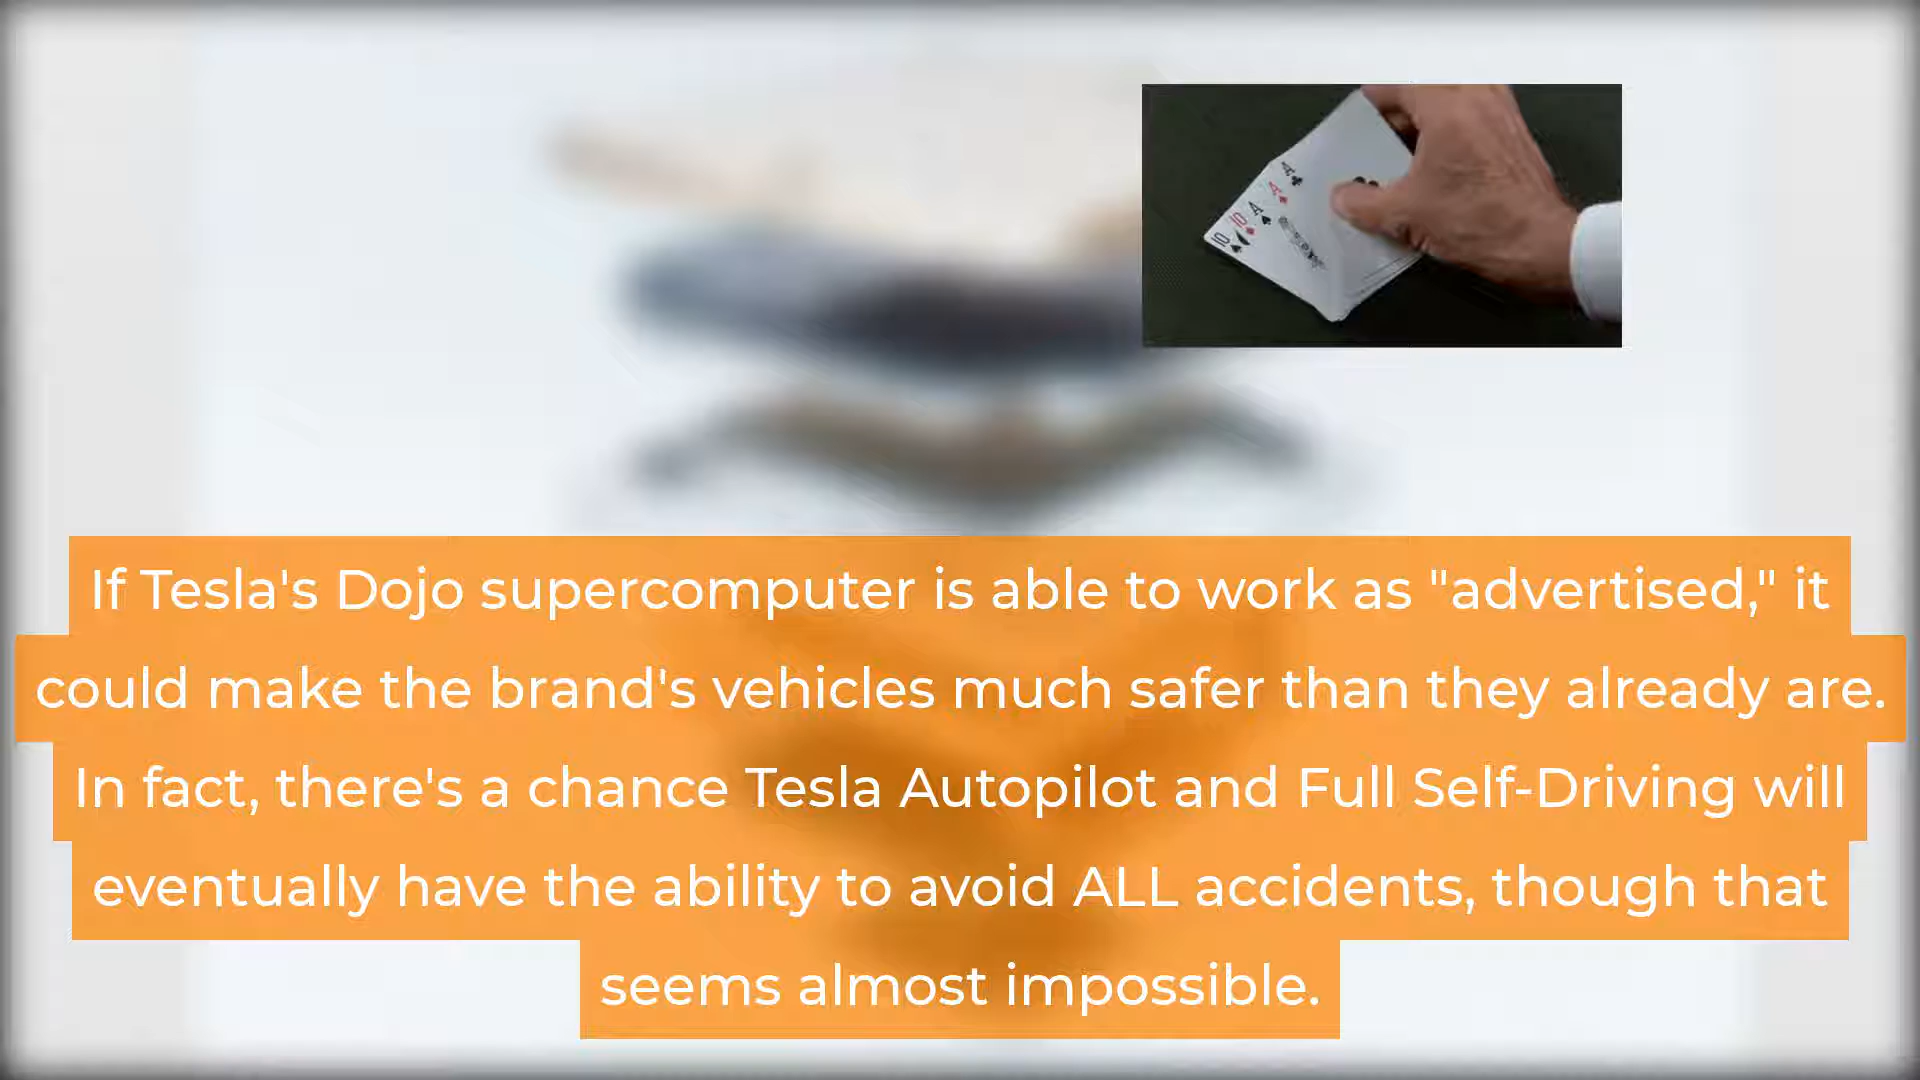 A
A
A
10
10
If Tesla's Dojo supercomputer is able to work as "advertised," it
could make the brand's vehicles much safer than they already are.
In fact, there's a chance Tesla Autopilot and Full Self-Driving will
eventually have the ability to avoid ALL accidents, though that
seems almost impossible.